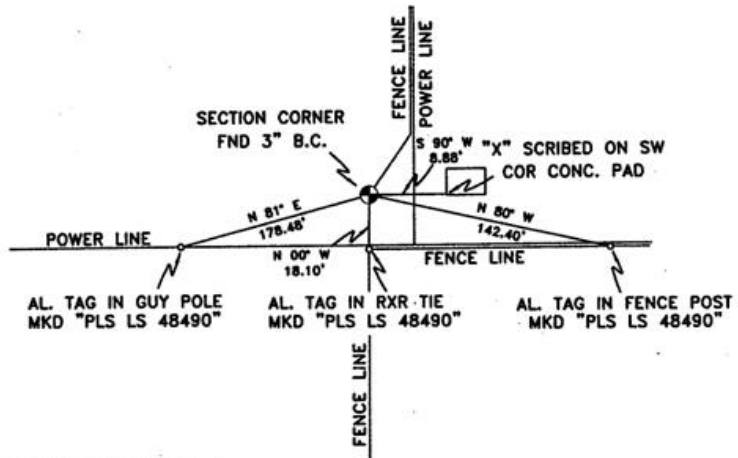 FENCE LINE
POWER LINE
SECTION CORNER
FND 3" B.C.
S 90° W
8.88'
"X" SCRIBED ON SW
COR CONC. PAD
N 81° E
178.48'
N 80° W
142.40'
POWER LINE
N 00° W
18.10'
FENCE LINE
AL. TAG IN GUY POLE
MKD "PLS LS 48490"
AL. TAG IN RXR TIE
MKD "PLS LS 48490"
AL. TAG IN FENCE POST
MKD "PLS LS 48490"
FENCE LINE